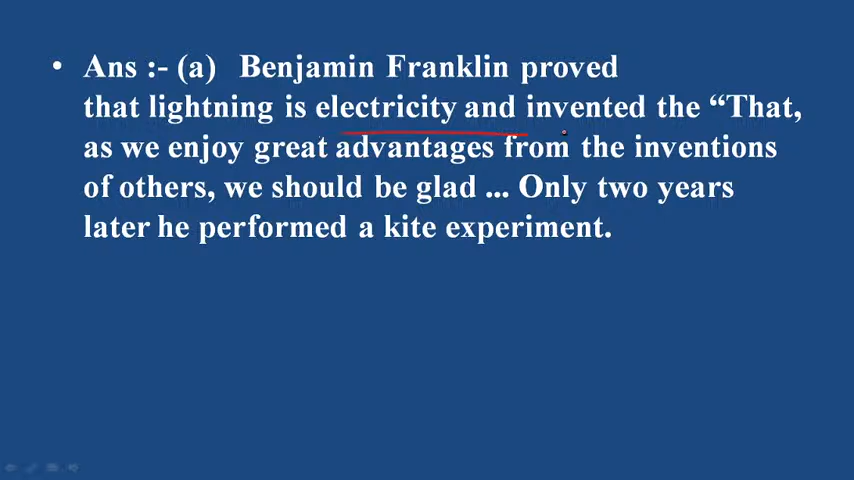 • Ans :- (a) Benjamin Franklin proved
that lightning is electricity and invented the “That,
as we enjoy great advantages from the inventions
of others, we should be glad ... Only two years
later he performed a kite experiment.